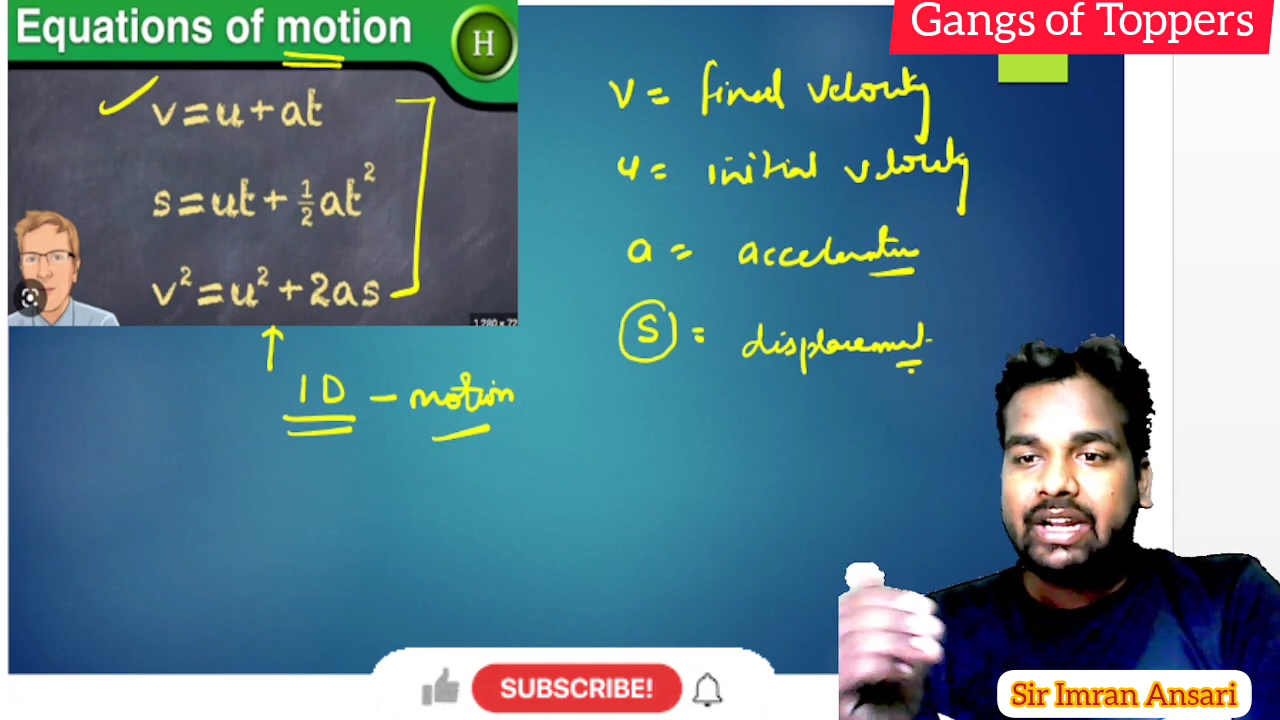 Equations of motion
H
v = u + at
s = ut + ½at²
v² = u² + 2as
1D - motion
Gangs of Toppers
v = final velocity
u = initial velocity
a = acceleration
S = displacement
SUBSCRIBE!
Sir Imran Ansari